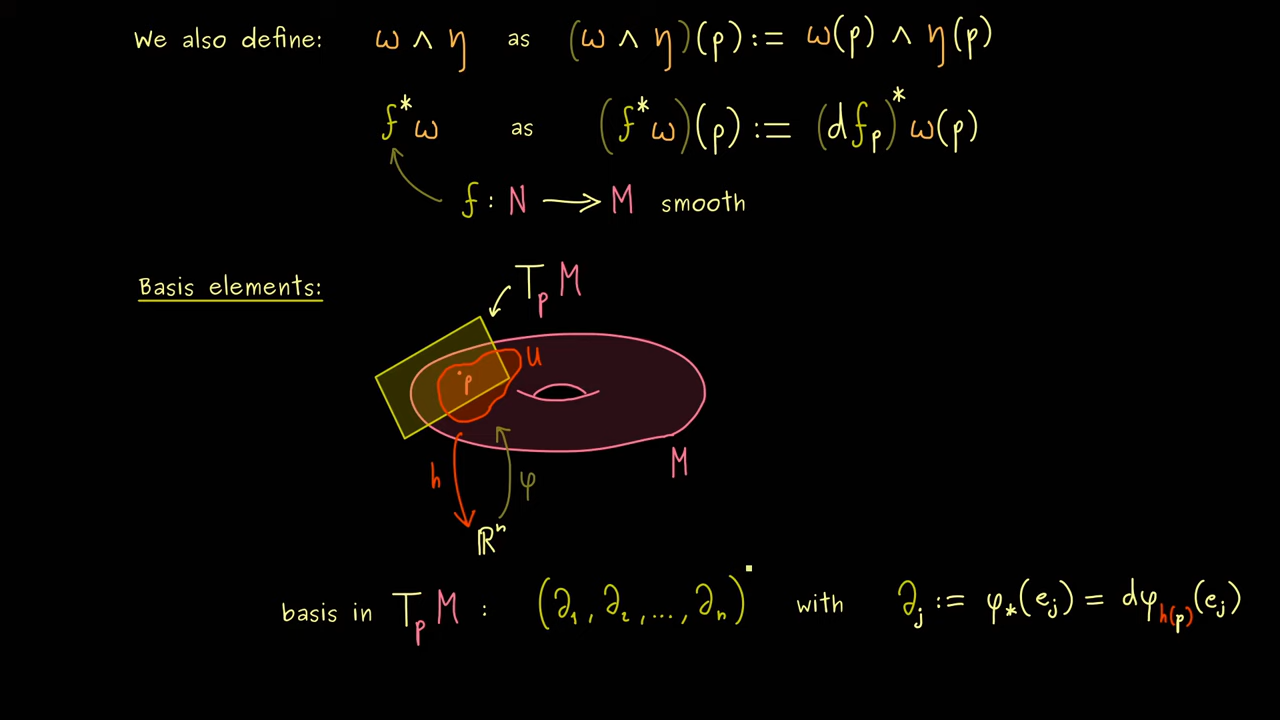 We also define: ω ∧ η as (ω ∧ η)(p) := ω(p) ∧ η(p)
f*ω as (f*ω)(p) := (df_p)* ω(p)
f : N → M smooth
Basis elements:
T_p M
U
p
h
φ
M
ℝⁿ
basis in T_p M : (∂₁, ∂₂, ..., ∂ₙ) with ∂_j := φ_*(e_j) = dφ_{h(p)}(e_j)